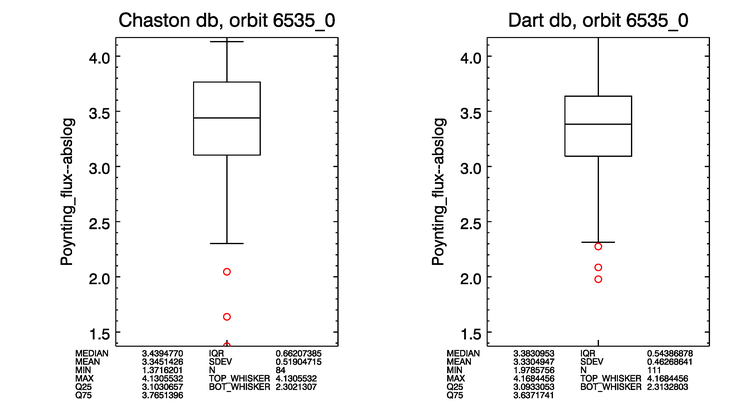 Chaston db, orbit 6535_0
Poynting_flux--abslog
4.0
3.5
3.0
2.5
2.0
1.5
MEDIAN 3.4394770 IQR 0.66207385
MEAN 3.3451426 SDEV 0.51904715
MIN 1.3716201 N 84
MAX 4.1305532 TOP_WHISKER 4.1305532
Q25 3.1030657 BOT_WHISKER 2.3021307
Q75 3.7651396
Dart db, orbit 6535_0
Poynting_flux--abslog
4.0
3.5
3.0
2.5
2.0
1.5
MEDIAN 3.3830953 IQR 0.54386878
MEAN 3.3304947 SDEV 0.46268641
MIN 1.9785756 N 111
MAX 4.1684456 TOP_WHISKER 4.1684456
Q25 3.0933053 BOT_WHISKER 2.3132803
Q75 3.6371741